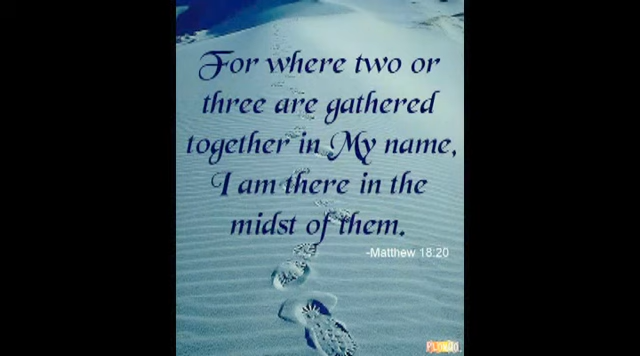 For where two or
three are gathered
together in My name,
I am there in the
midst of them.
-Matthew 18:20